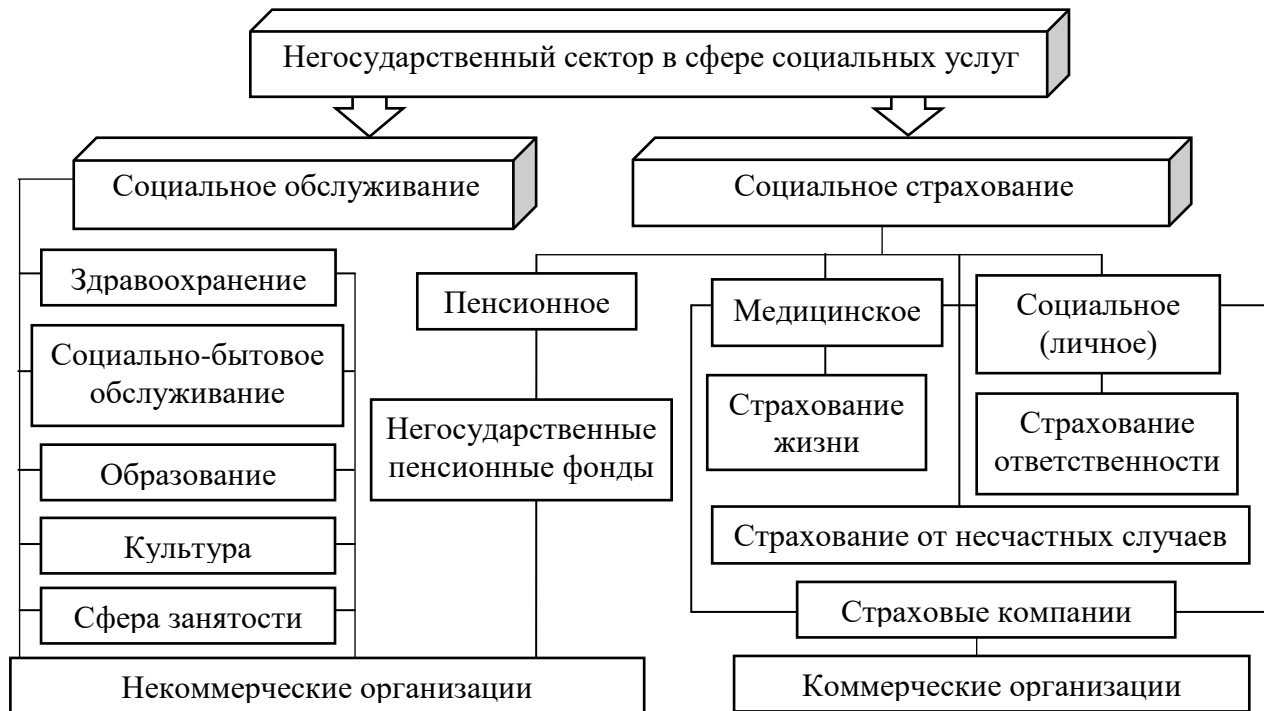 Негосударственный сектор в сфере социальных услуг
Социальное обслуживание
Социальное страхование
Здравоохранение
Социально-бытовое
обслуживание
Образование
Культура
Сфера занятости
Пенсионное
Негосударственные
пенсионные фонды
Медицинское
Страхование
жизни
Социальное
(личное)
Страхование
ответственности
Страхование от несчастных случаев
Страховые компании
Некоммерческие организации
Коммерческие организации